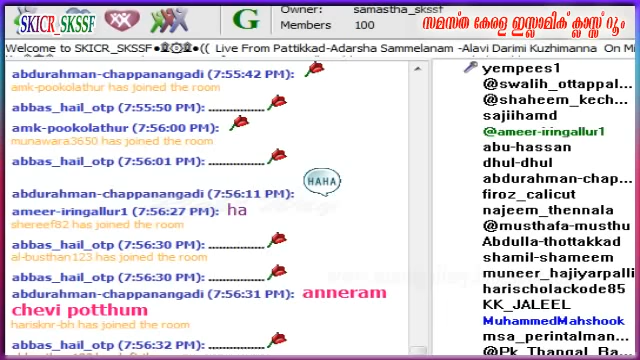 Owner: samastha_skssf
SKICR_SKSSF
G
Members 100
സമസ്ത കേരള ഇസ്ലാമിക് ക്ലാസ്സ് റൂം
Welcome to SKICR_SKSSF Live From Pattikkad-Adarsha Sammelanam -Alavi Darimi Kuzhimanna On Mi
abdurahman-chappanangadi (7:55:42 PM):
amk-pookolathur has joined the room
abbas_hail_otp (7:55:50 PM): ................
amk-pookolathur (7:56:00 PM):
munawara3650 has joined the room
abbas_hail_otp (7:56:01 PM): ................
HAHA
abdurahman-chappanangadi (7:56:11 PM):
ameer-iringallur1 (7:56:27 PM): ha
shereef82 has joined the room
abbas_hail_otp (7:56:30 PM): ................
al-busthan123 has joined the room
abbas_hail_otp (7:56:30 PM): ................
abdurahman-chappanangadi (7:56:31 PM): anneram
chevi potthum
harisknr-bh has joined the room
abbas_hail_otp (7:56:32 PM): ................
yempees1
@swalih_ottappal...
@shaheem_kech...
sajiihamd
@ameer-iringallur1
abu-hassan
dhul-dhul
abdurahman-chap...
firoz_calicut
najeem_thennala
@musthafa-musthu
Abdulla-thottakkad
shamil-shameem
muneer_hajiyarpalli
harischolackode85
KK_JALEEL
MuhammedMahshook
msa_perintalman
@Pk_Thangal_Ba...